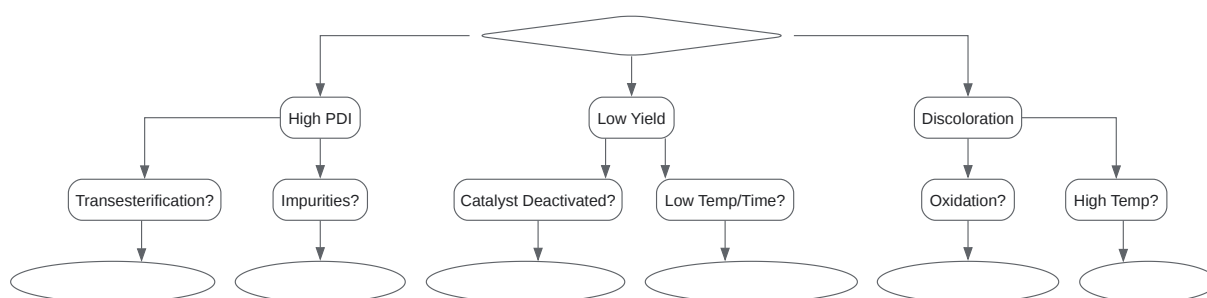 High PDI
Low Yield
Discoloration
Transesterification?
Impurities?
Catalyst Deactivated?
Low Temp/Time?
Oxidation?
High Temp?